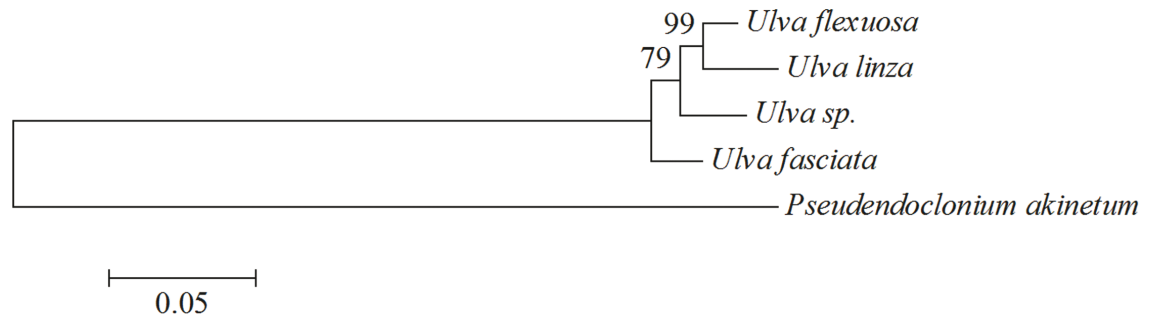 99
Ulva flexuosa
79
Ulva linza
Ulva sp.
Ulva fasciata
Pseudendoclonium akinetum
0.05